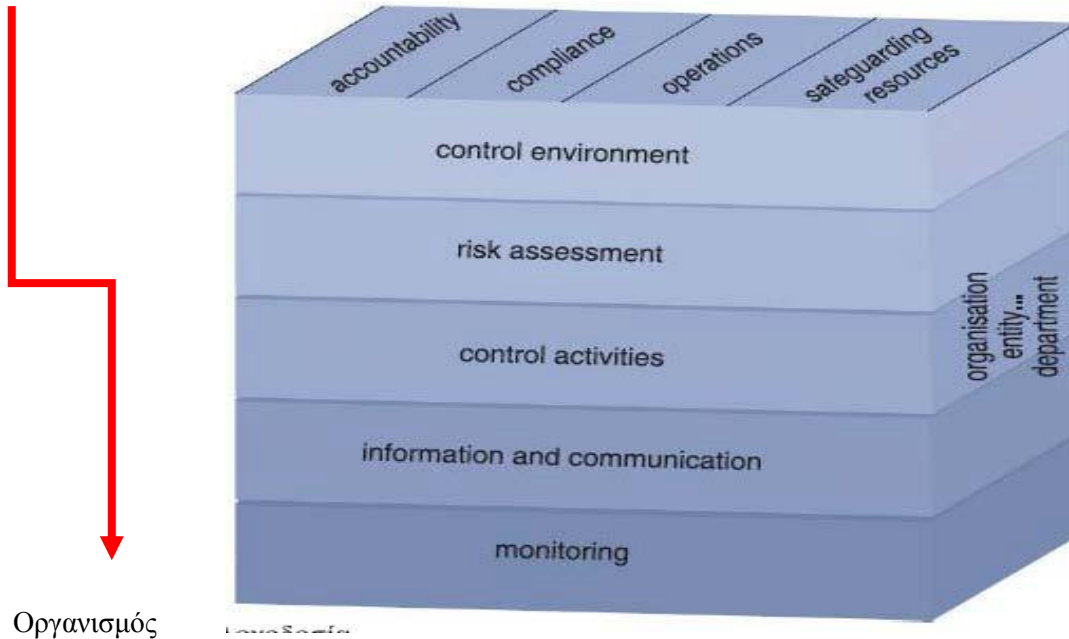 accountability
compliance
operations
safeguarding
resources
control environment
risk assessment
control activities
information and communication
monitoring
organisation
entity...
department
Οργανισμός